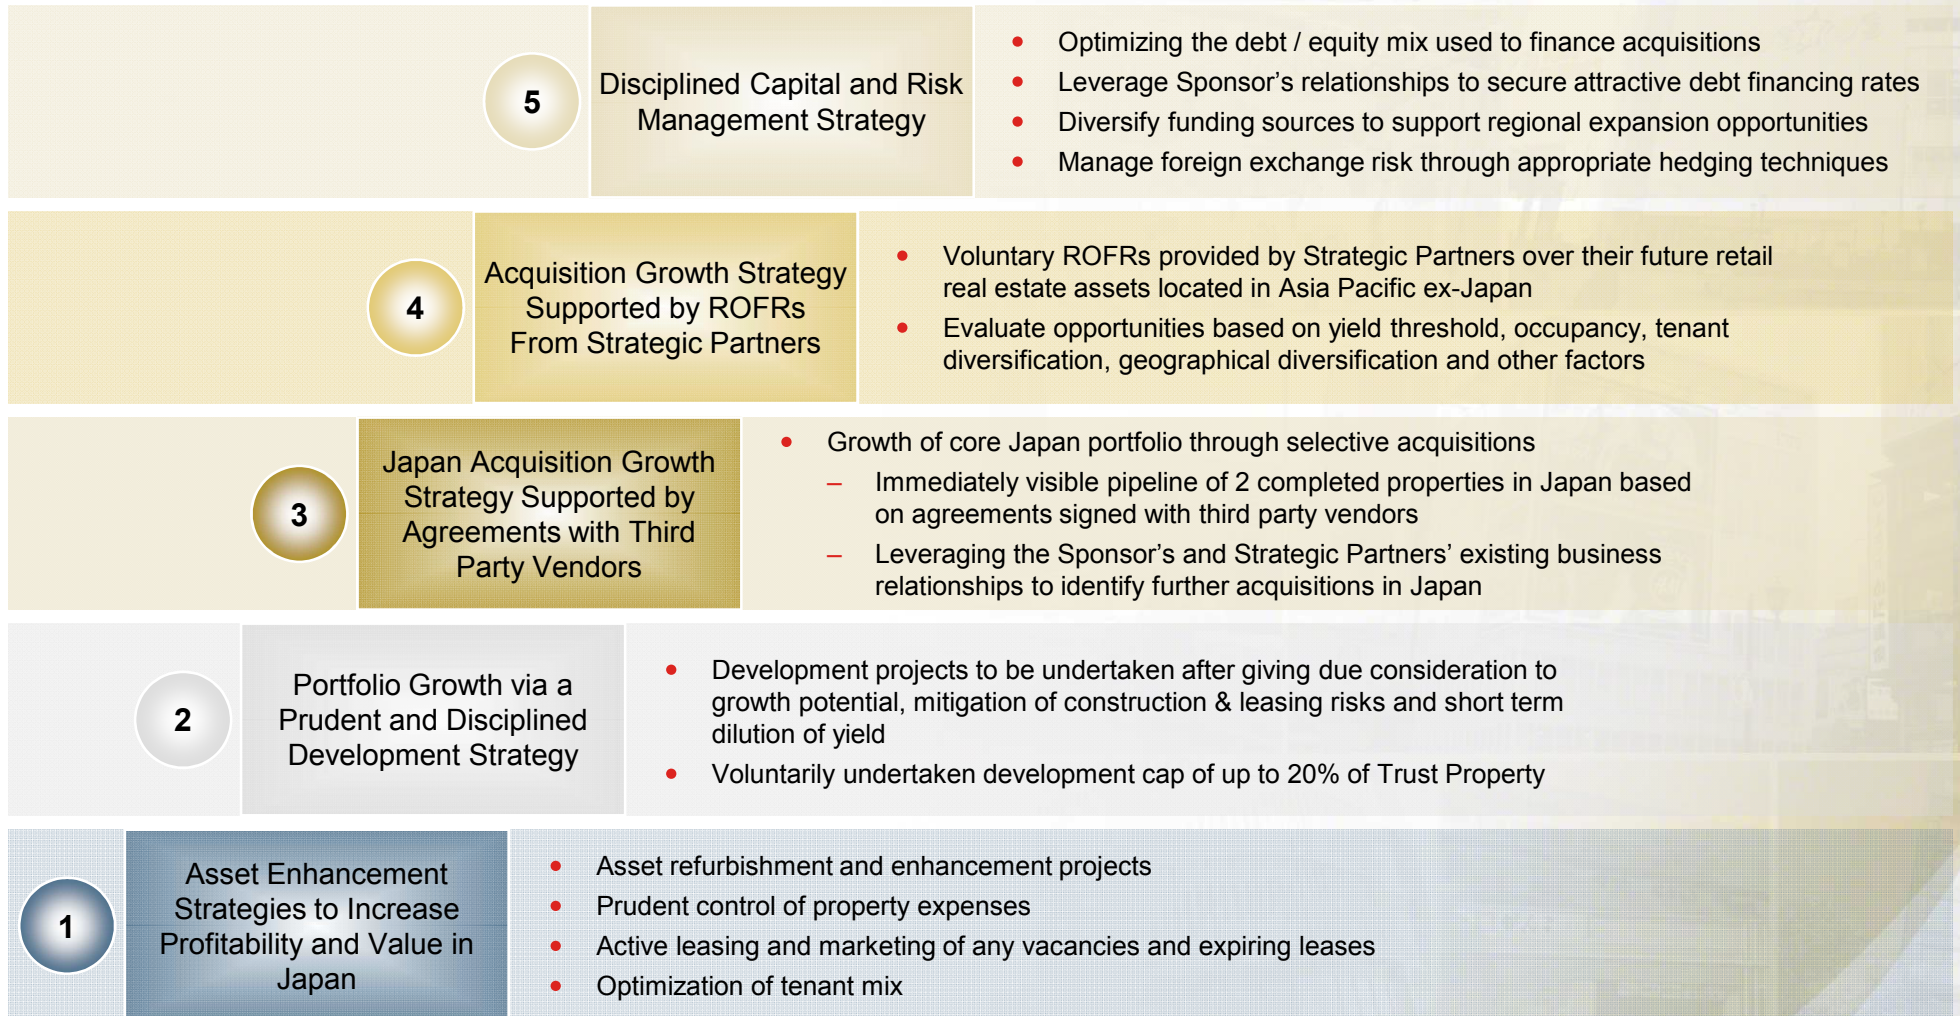 5
Disciplined Capital and Risk
Management Strategy
• Optimizing the debt / equity mix used to finance acquisitions
• Leverage Sponsor’s relationships to secure attractive debt financing rates
• Diversify funding sources to support regional expansion opportunities
• Manage foreign exchange risk through appropriate hedging techniques
4
Acquisition Growth Strategy
Supported by ROFRs
From Strategic Partners
• Voluntary ROFRs provided by Strategic Partners over their future retail
real estate assets located in Asia Pacific ex-Japan
• Evaluate opportunities based on yield threshold, occupancy, tenant
diversification, geographical diversification and other factors
3
Japan Acquisition Growth
Strategy Supported by
Agreements with Third
Party Vendors
• Growth of core Japan portfolio through selective acquisitions
– Immediately visible pipeline of 2 completed properties in Japan based
on agreements signed with third party vendors
– Leveraging the Sponsor’s and Strategic Partners’ existing business
relationships to identify further acquisitions in Japan
2
Portfolio Growth via a
Prudent and Disciplined
Development Strategy
• Development projects to be undertaken after giving due consideration to
growth potential, mitigation of construction & leasing risks and short term
dilution of yield
• Voluntarily undertaken development cap of up to 20% of Trust Property
1
Asset Enhancement
Strategies to Increase
Profitability and Value in
Japan
• Asset refurbishment and enhancement projects
• Prudent control of property expenses
• Active leasing and marketing of any vacancies and expiring leases
• Optimization of tenant mix